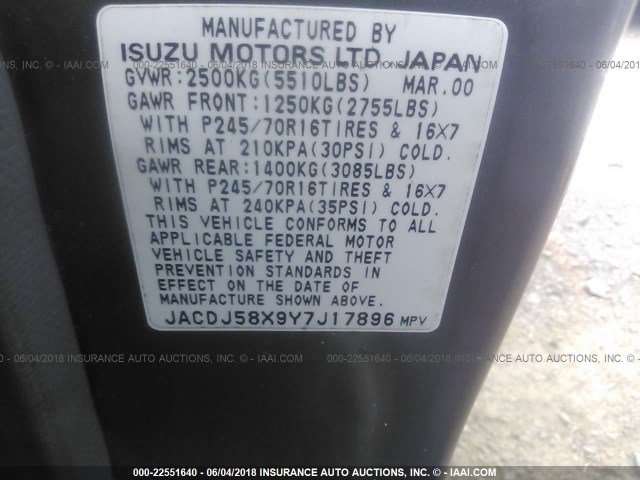 MANUFACTURED BY
ISUZU MOTORS LTD. JAPAN
GVWR:2500KG(5510LBS) MAR.00
GAWR FRONT:1250KG(2755LBS)
WITH P245/70R16TIRES & 16X7
RIMS AT 210KPA(30PSI) COLD.
GAWR REAR:1400KG(3085LBS)
WITH P245/70R16TIRES & 16X7
RIMS AT 240KPA(35PSI) COLD.
THIS VEHICLE CONFORMS TO ALL
APPLICABLE FEDERAL MOTOR
VEHICLE SAFETY AND THEFT
PREVENTION STANDARDS IN
EFFECT ON THE DATE OF
MANUFACTURE SHOWN ABOVE.
JACDJ58X9Y7J17896 MPV
000-22551640 - 06/04/2018 INSURANCE AUTO AUCTIONS, INC. - © IAAI.COM